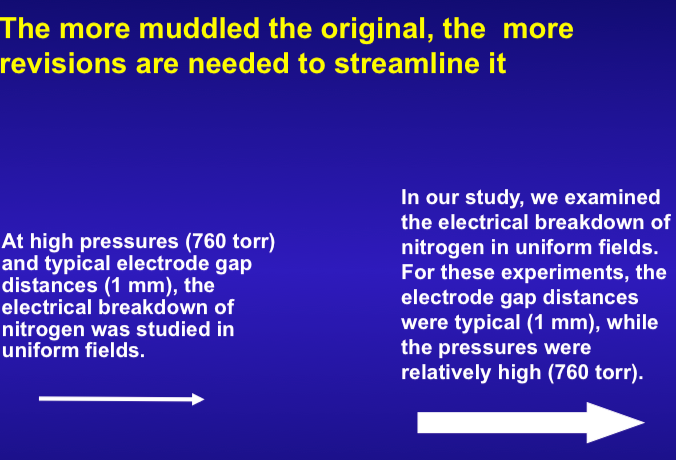 The more muddled the original, the  more
revisions are needed to streamline it
At high pressures (760 torr)
and typical electrode gap
distances (1 mm), the
electrical breakdown of
nitrogen was studied in
uniform fields.
In our study, we examined
the electrical breakdown of
nitrogen in uniform fields.
For these experiments, the
electrode gap distances
were typical (1 mm), while
the pressures were
relatively high (760 torr).